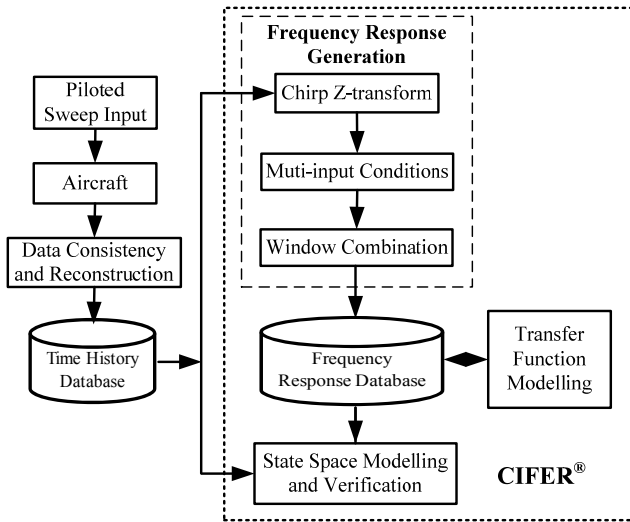 Frequency Response
Generation
Piloted
Sweep Input
Aircraft
Data Consistency
and Reconstruction
Time History
Database
Chirp Z-transform
Muti-input Conditions
Window Combination
Frequency
Response Database
Transfer
Function
Modelling
State Space Modelling
and Verification
CIFER®